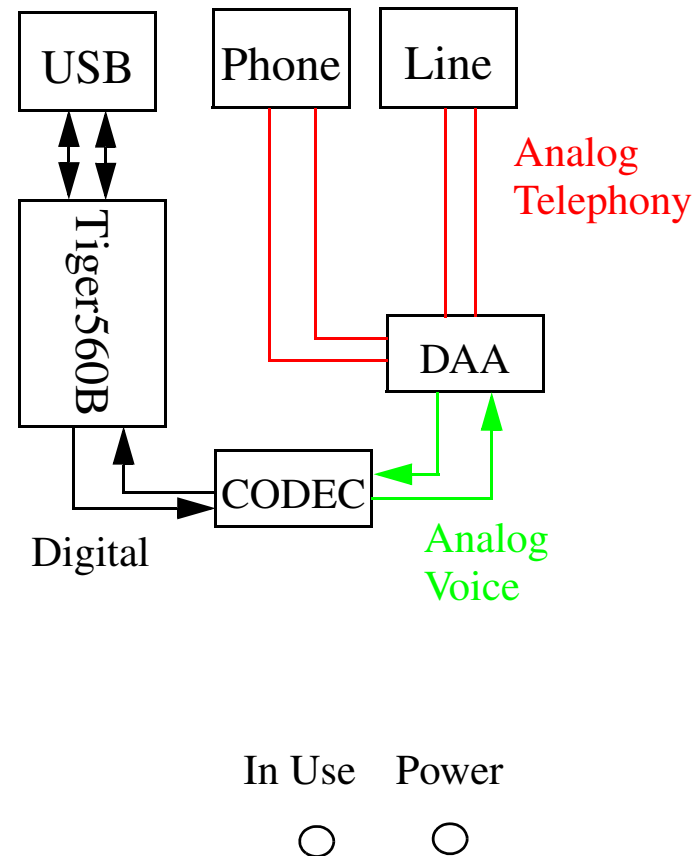 USB
Phone
Line
Analog
Telephony
Tiger560B
DAA
CODEC
Digital
Analog
Voice
In Use
Power